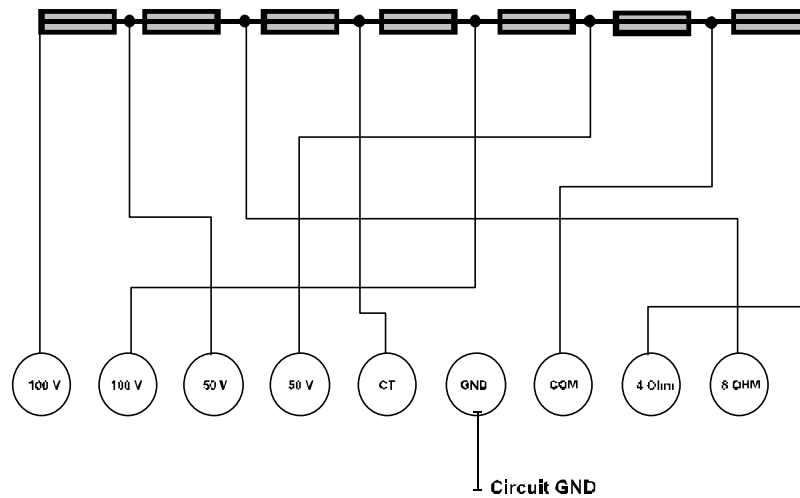 100 V
100 V
50 V
50 V
CT
GND
COM
4 Ohm
8 OHM
Circuit GND